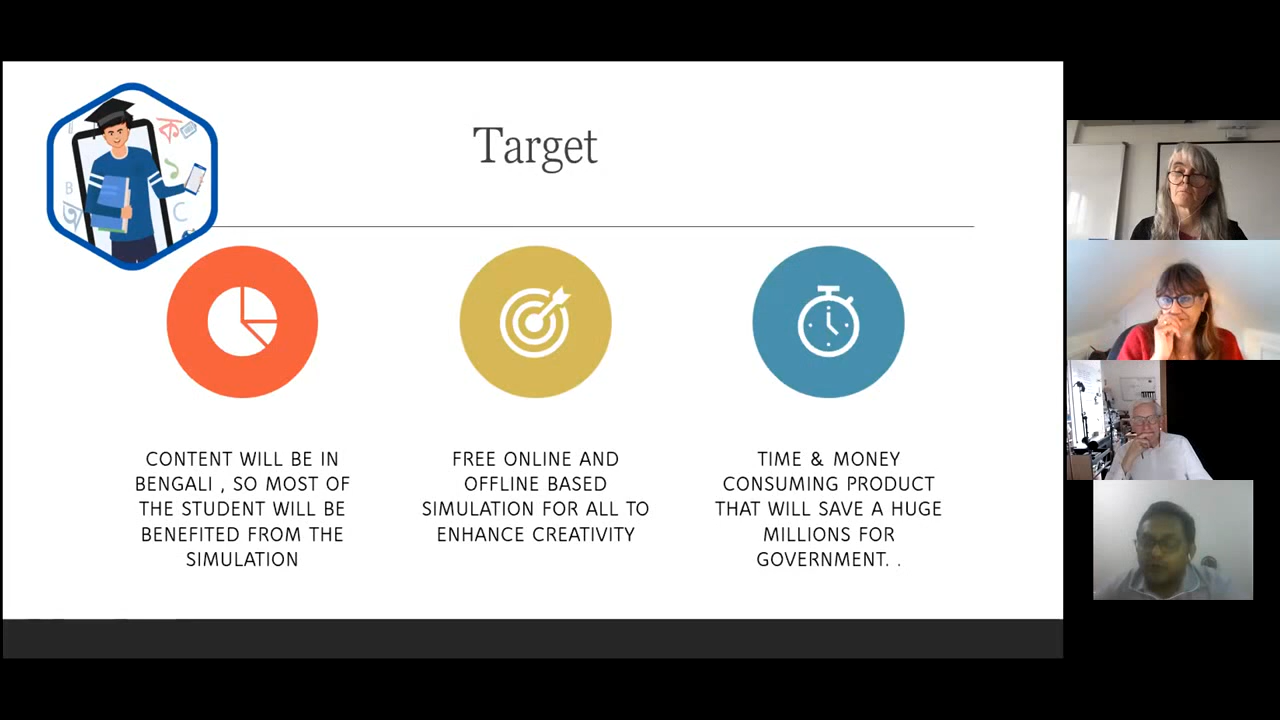 Target
CONTENT WILL BE IN
BENGALI , SO MOST OF
THE STUDENT WILL BE
BENEFITED FROM THE
SIMULATION
FREE ONLINE AND
OFFLINE BASED
SIMULATION FOR ALL TO
ENHANCE CREATIVITY
TIME & MONEY
CONSUMING PRODUCT
THAT WILL SAVE A HUGE
MILLIONS FOR
GOVERNMENT. .
ক
B
অ
C